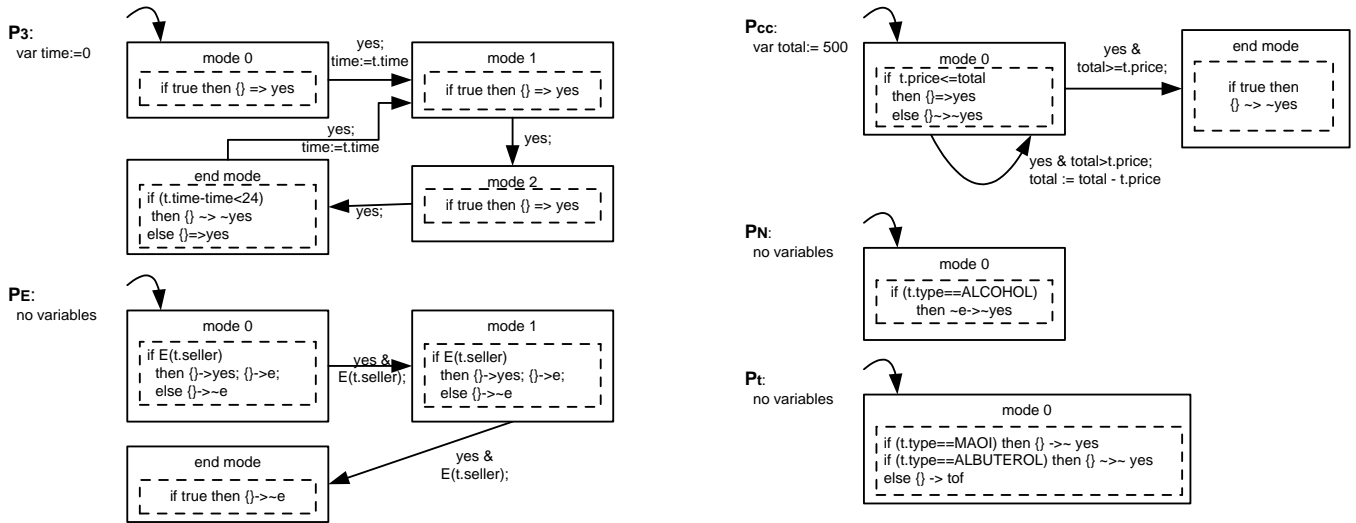 P3:
var time:=0
mode 0
if true then {} => yes
yes;
time:=t.time
mode 1
if true then {} => yes
yes;
time:=t.time
yes;
end mode
if (t.time-time<24)
then {} ~> ~yes
else {}=>yes
yes;
mode 2
if true then {} => yes
PE:
no variables
mode 0
if E(t.seller)
then {}->yes; {}->e;
else {}->~e
yes &
E(t.seller);
mode 1
if E(t.seller)
then {}->yes; {}->e;
else {}->~e
yes &
E(t.seller);
end mode
if true then {}->~e
Pcc:
var total:= 500
mode 0
if t.price<=total
then {}=>yes
else {}~>~yes
yes &
total>=t.price;
end mode
if true then
{} ~> ~yes
yes & total>t.price;
total := total - t.price
PN:
no variables
mode 0
if (t.type==ALCOHOL)
then ~e->~yes
Pt:
no variables
mode 0
if (t.type==MAOI) then {} ->~ yes
if (t.type==ALBUTEROL) then {} ~>~ yes
else {} -> tof